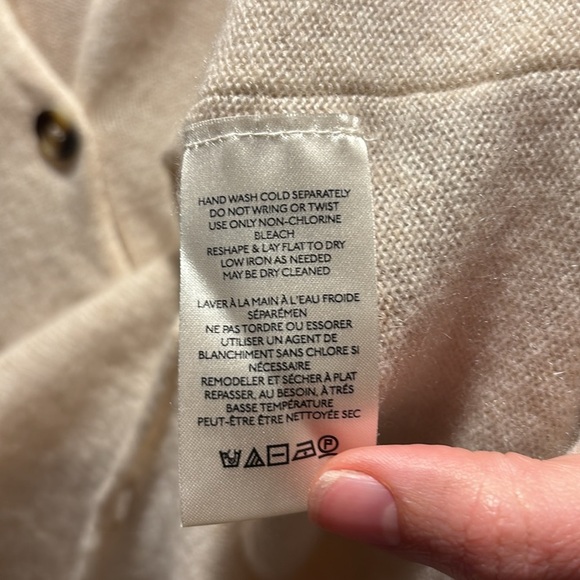 HAND WASH COLD SEPARATELY
DO NOT WRING OR TWIST
USE ONLY NON-CHLORINE
BLEACH
RESHAPE & LAY FLAT TO DRY
LOW IRON AS NEEDED
MAY BE DRY CLEANED
LAVER À LA MAIN À L'EAU FROIDE
SÉPARÉMEN
NE PAS TORDRE OU ESSORER
UTILISER UN AGENT DE
BLANCHIMENT SANS CHLORE SI
NÉCESSAIRE
REMODELER ET SÉCHER À PLAT
REPASSER, AU BESOIN, À TRÉS
BASSE TEMPÉRATURE
PEUT-ÊTRE ÊTRE NETTOYÉE SEC
P